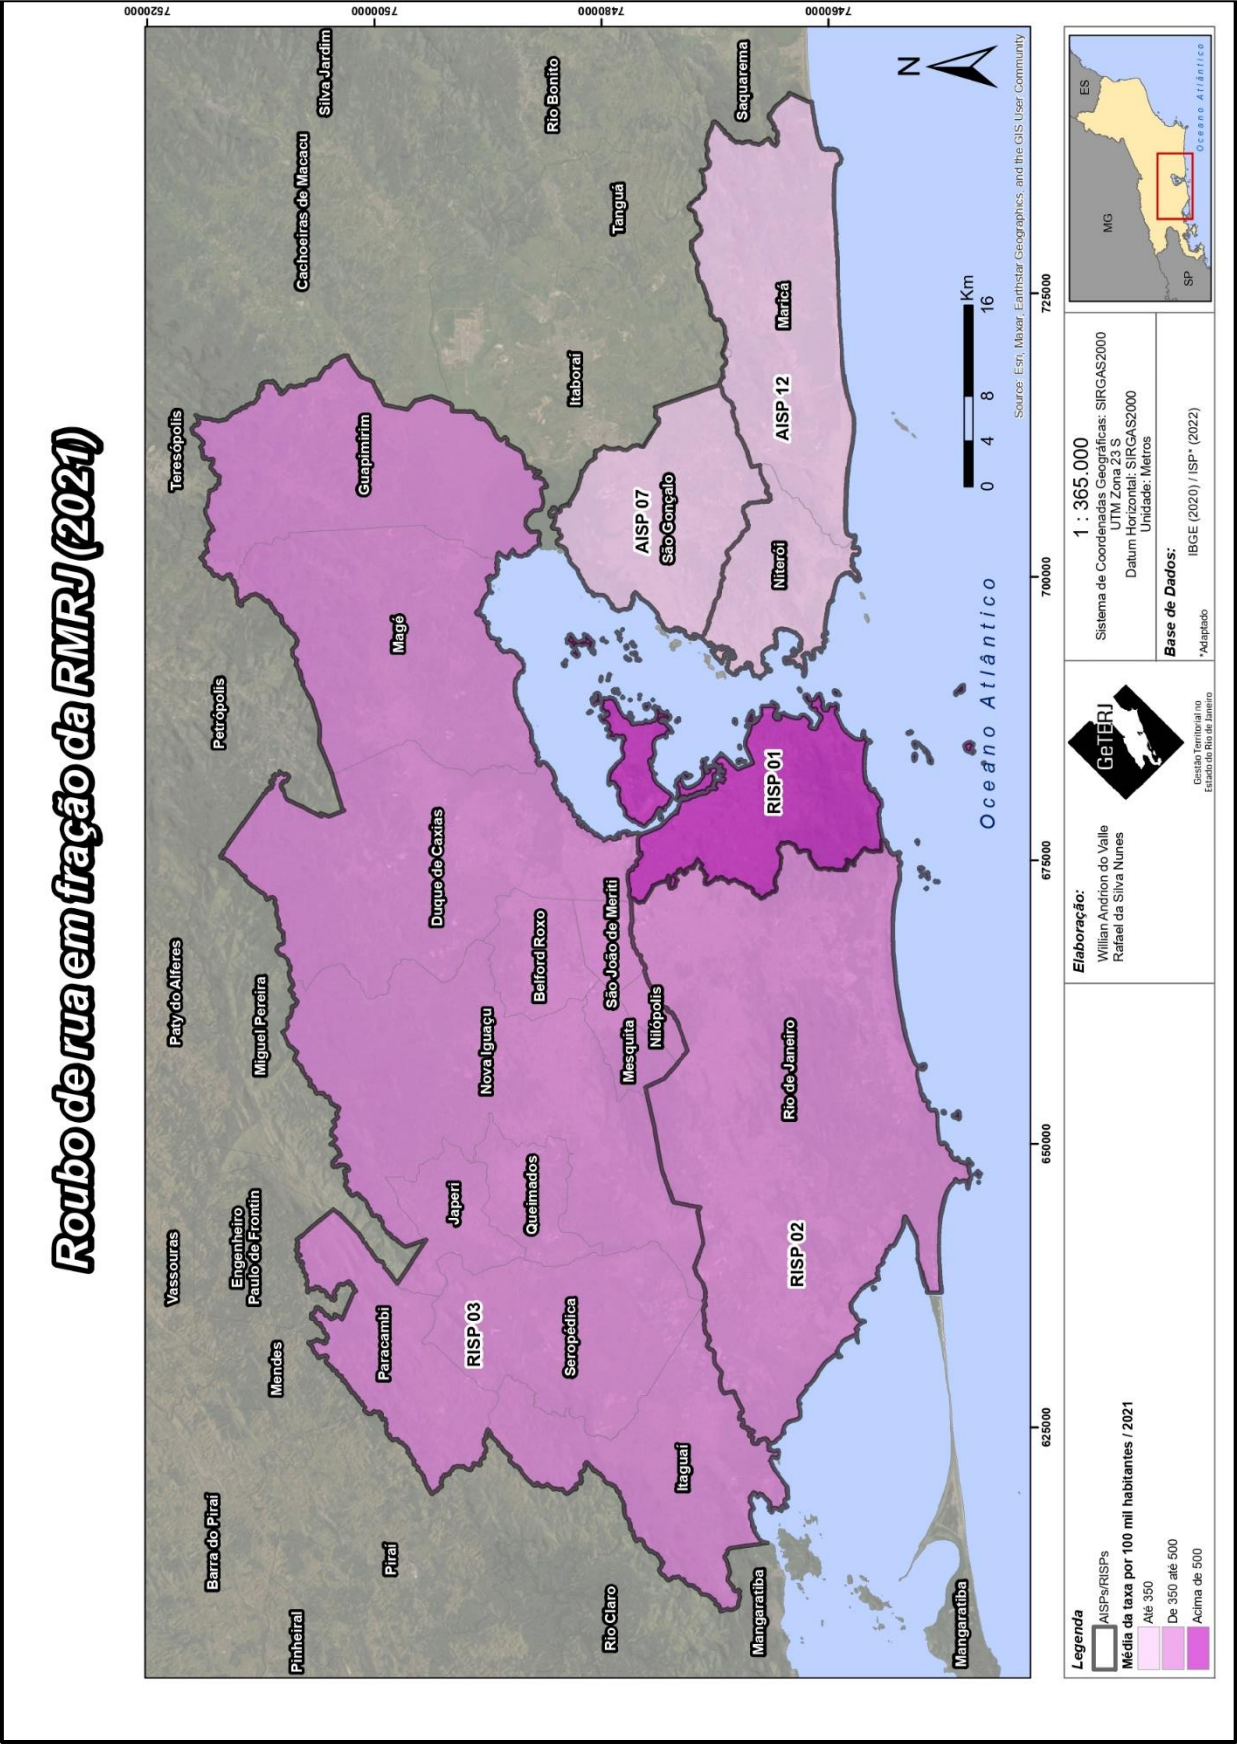 Roubo de rua em fração da RMRJ (2021)
7520000
7500000
7480000
7460000
Barra do Piraí
Vassouras
Paty do Alferes
Teresópolis
Petrópolis
Engenheiro
Paulo de Frontin
Miguel Pereira
Mendes
Pinheiral
Cachoeiras de Macacu
Silva Jardim
Piraí
Paracambi
Guapimirim
Magé
Duque de Caxias
Japeri
RISP 03
Nova Iguaçu
Queimados
Belford Roxo
Rio Bonito
Seropédica
Itaboraí
Rio Claro
São João de Meriti
Tanguá
Mesquita
Nilópolis
AISP 07
São Gonçalo
Itaguaí
Saquarema
Mangaratiba
RISP 02
Rio de Janeiro
RISP 01
Niterói
AISP 12
Maricá
N
Mangaratiba
Oceano Atlântico
Km
0 4 8 16
Source: Esri, Maxar, Earthstar Geographics, and the GIS User Community
625000
650000
675000
700000
725000
Legenda
AISPs/RISPs
Média da taxa por 100 mil habitantes / 2021
Até 350
De 350 até 500
Acima de 500
Elaboração:
Willian Andrion do Valle
Rafael da Silva Nunes
GeTERJ
Gestão Territorial no
Estado do Rio de Janeiro
1 : 365.000
Sistema de Coordenadas Geográficas: SIRGAS2000
UTM Zona 23 S
Datum Horizontal: SIRGAS2000
Unidade: Metros
Base de Dados:
IBGE (2020) / ISP* (2022)
*Adaptado
MG
ES
SP
Oceano Atlântico